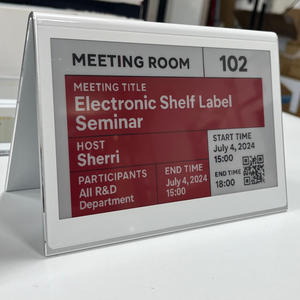 MEETING ROOM 102
MEETING TITLE
Electronic Shelf Label
Seminar
HOST
Sherri
PARTICIPANTS
All R&D
Department
END TIME
July 4, 2024
15:00
START TIME
July 4, 2024
15:00
END TIME
18:00